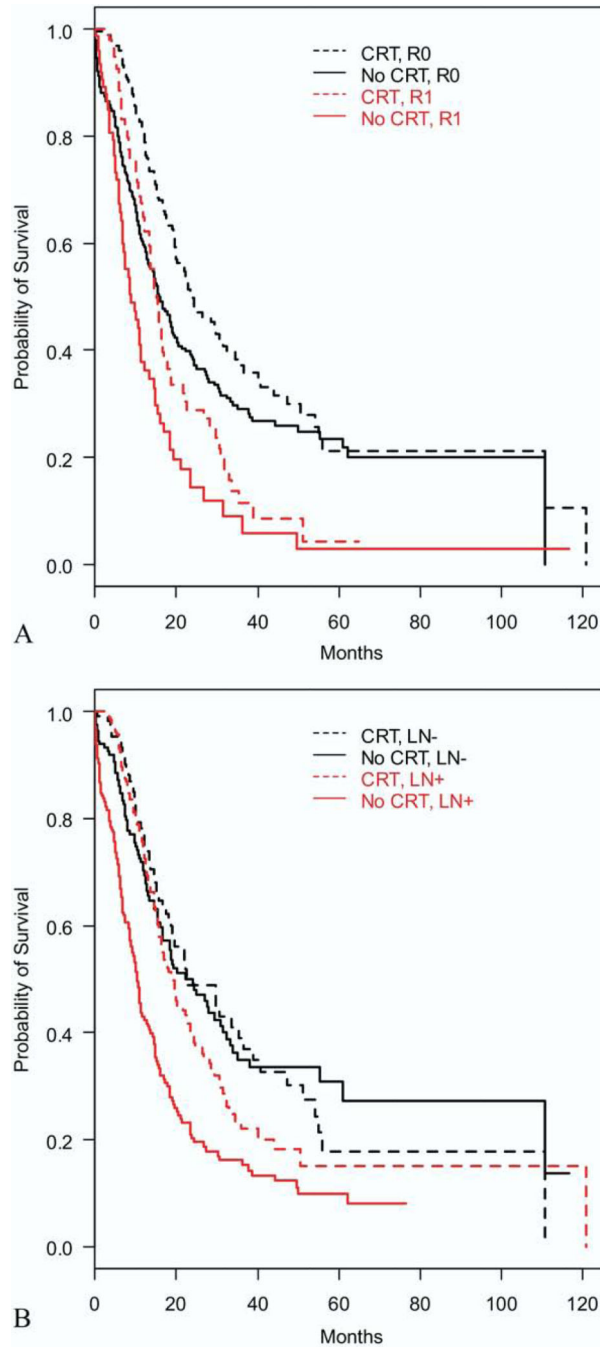 CRT, R0
No CRT, R0
CRT, R1
No CRT, R1
1.0
0.8
0.6
0.4
0.2
0.0
Probability of Survival
0 20 40 60 80 100 120
Months
A
CRT, LN-
No CRT, LN-
CRT, LN+
No CRT, LN+
1.0
0.8
0.6
0.4
0.2
0.0
Probability of Survival
0 20 40 60 80 100 120
Months
B